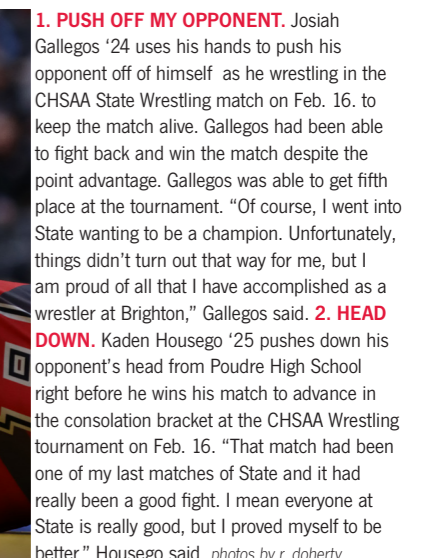 1. PUSH OFF MY OPPONENT. Josiah
Gallegos ‘24 uses his hands to push his
opponent off of himself as he wrestling in the
CHSAA State Wrestling match on Feb. 16. to
keep the match alive. Gallegos had been able
to fight back and win the match despite the
point advantage. Gallegos was able to get fifth
place at the tournament. “Of course, I went into
State wanting to be a champion. Unfortunately,
things didn’t turn out that way for me, but I
am proud of all that I have accomplished as a
wrestler at Brighton,” Gallegos said. 2. HEAD
DOWN. Kaden Housego ‘25 pushes down his
opponent’s head from Poudre High School
right before he wins his match to advance in
the consolation bracket at the CHSAA Wrestling
tournament on Feb. 16. “That match had been
one of my last matches of State and it had
really been a good fight. I mean everyone at
State is really good, but I proved myself to be
better,” Housego said. photos by r. doherty